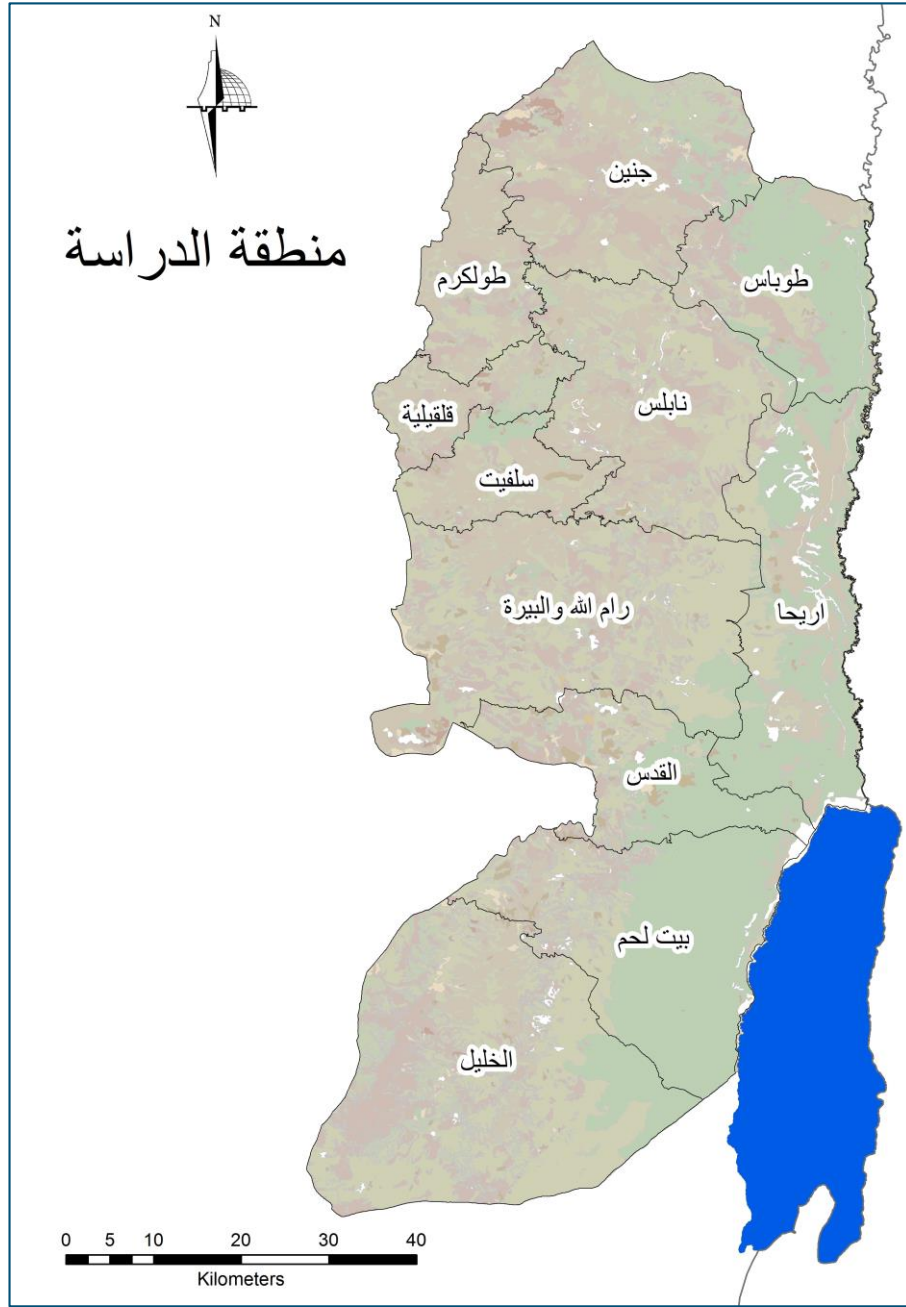 N
منطقة الدراسة
جنين
طوباس
طولكرم
نابلس
قلقيلية
سلفيت
رام الله والبيرة
اريحا
القدس
بيت لحم
الخليل
0 5 10 20 30 40
Kilometers